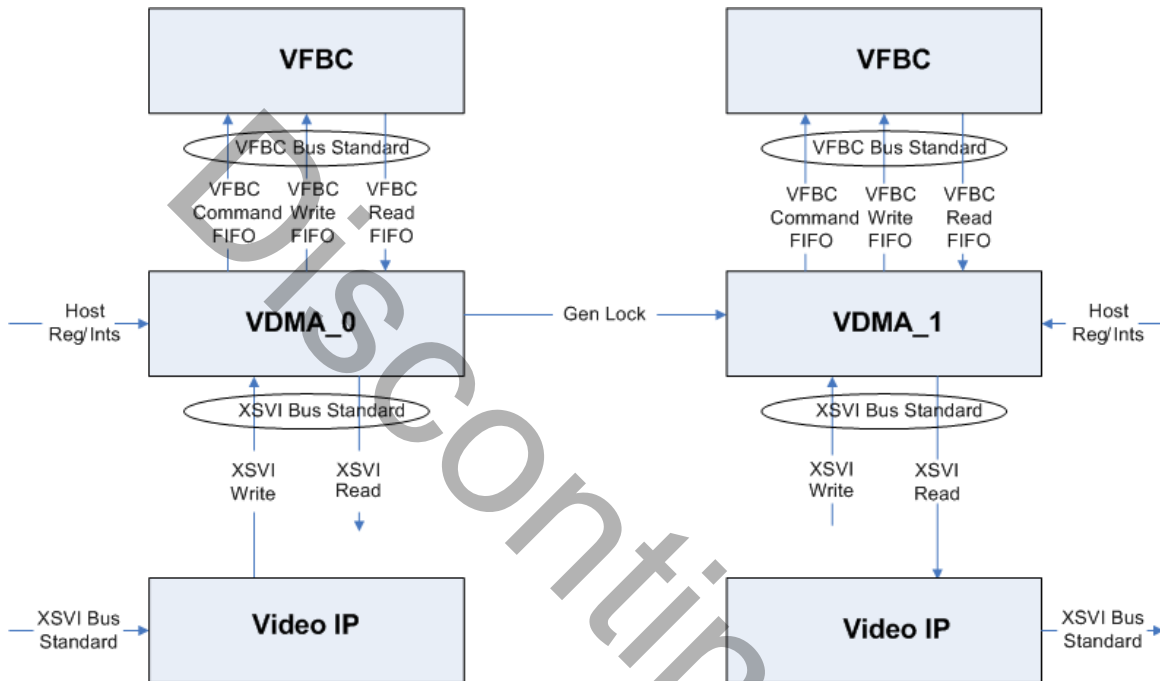 VFBC
VFBC
VFBC Bus Standard
VFBC Bus Standard
VFBC
Command
FIFO
VFBC
Write
FIFO
VFBC
Read
FIFO
VFBC
Command
FIFO
VFBC
Write
FIFO
VFBC
Read
FIFO
Host
Reg/Ints
VDMA_0
Gen Lock
VDMA_1
Host
Reg/Ints
XSVI Bus Standard
XSVI Bus Standard
XSVI
Write
XSVI
Read
XSVI
Write
XSVI
Read
XSVI Bus
Standard
Video IP
Video IP
XSVI Bus
Standard
Discontin